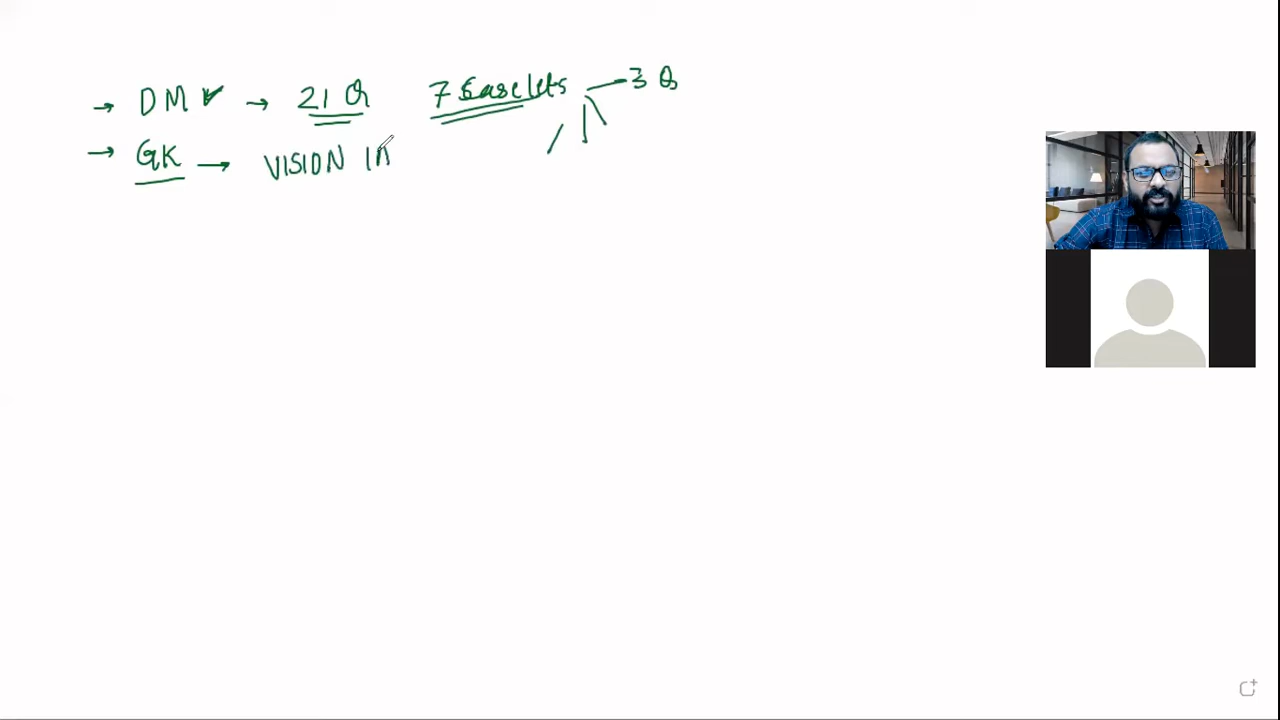 → DM ✓ → 21 Q 7 Caselets — 3 Q
→ GK → VISION IA